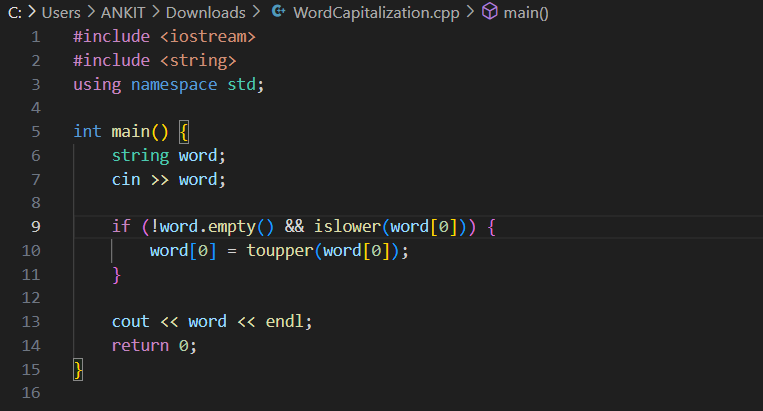 C: > Users > ANKIT > Downloads > WordCapitalization.cpp > main()
1 #include <iostream>
2 #include <string>
3 using namespace std;
4
5 int main() {
6     string word;
7     cin >> word;
8
9     if (!word.empty() && islower(word[0])) {
10         word[0] = toupper(word[0]);
11     }
12
13     cout << word << endl;
14     return 0;
15 }
16